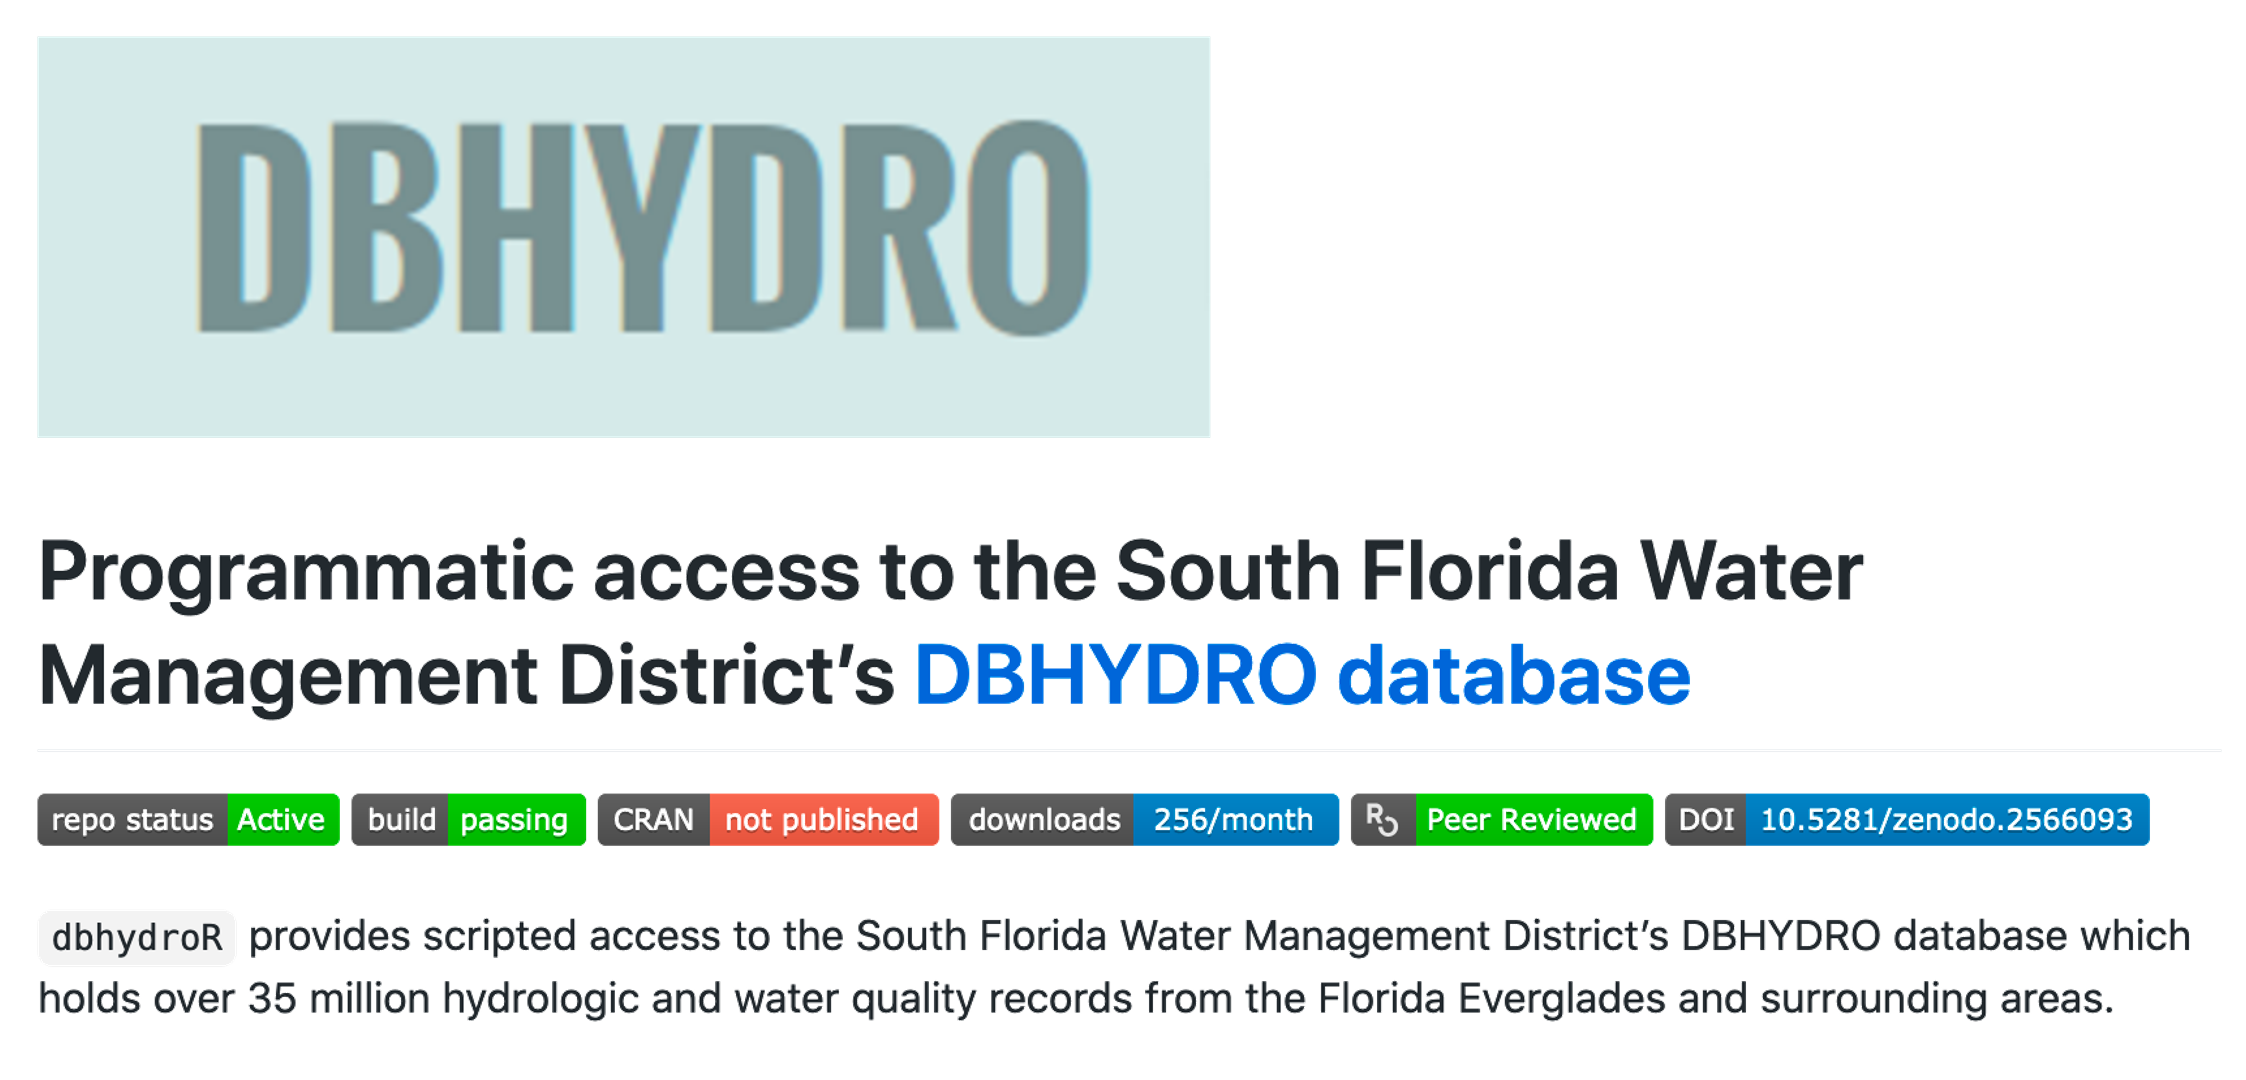 DBHYDRO
Programmatic access to the South Florida Water
Management District’s DBHYDRO database
repo status Active build passing CRAN not published downloads 256/month R Peer Reviewed DOI 10.5281/zenodo.2566093
dbhydroR provides scripted access to the South Florida Water Management District’s DBHYDRO database which
holds over 35 million hydrologic and water quality records from the Florida Everglades and surrounding areas.